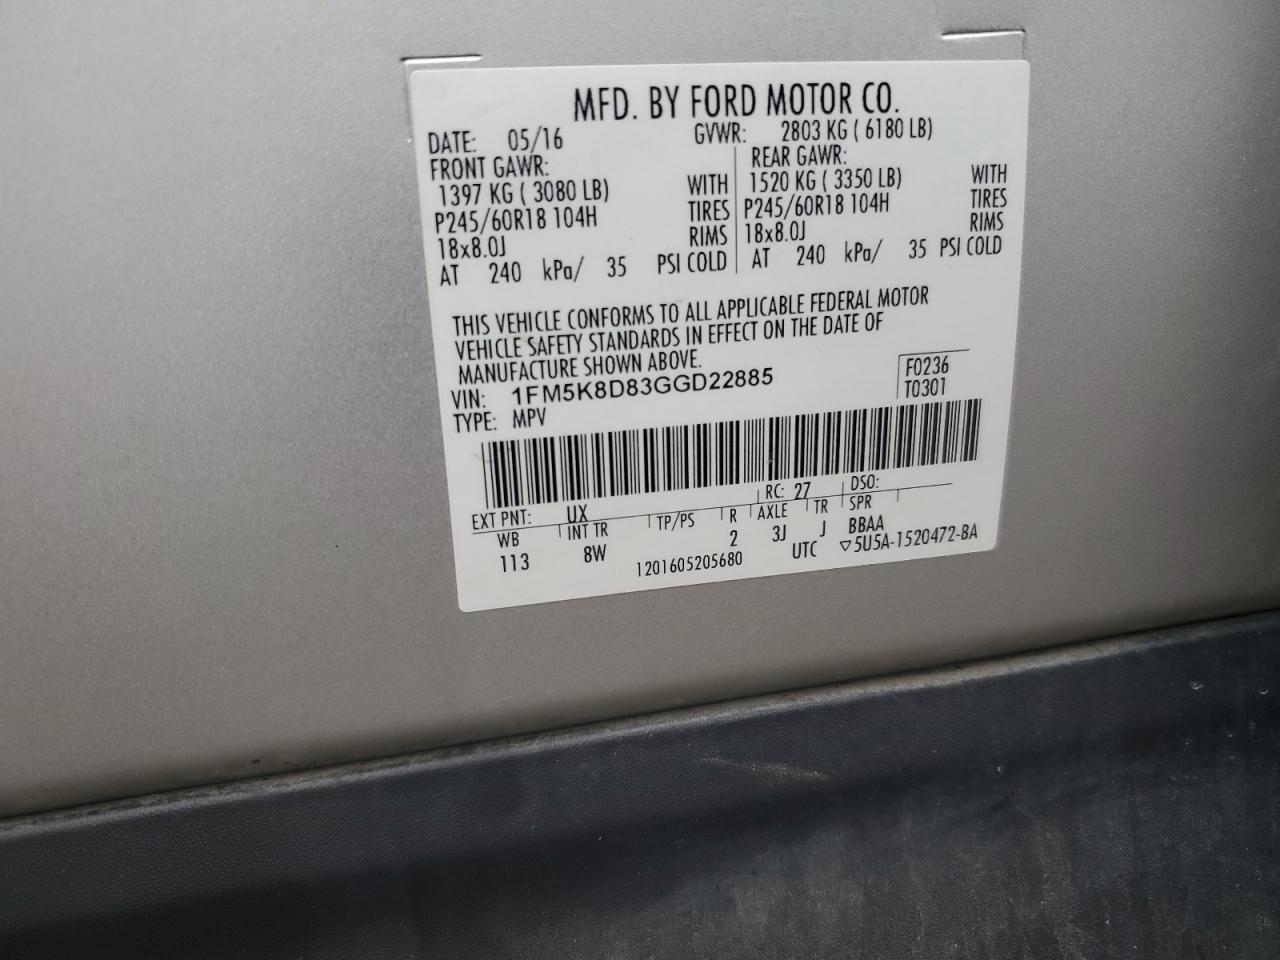 MFD. BY FORD MOTOR CO.
DATE: 05/16 GVWR: 2803 KG ( 6180 LB)
FRONT GAWR: REAR GAWR:
1397 KG ( 3080 LB) WITH 1520 KG ( 3350 LB) WITH
P245/60R18 104H TIRES P245/60R18 104H TIRES
18x8.0J RIMS 18x8.0J RIMS
AT 240 kPa/ 35 PSI COLD AT 240 kPa/ 35 PSI COLD
THIS VEHICLE CONFORMS TO ALL APPLICABLE FEDERAL MOTOR
VEHICLE SAFETY STANDARDS IN EFFECT ON THE DATE OF
MANUFACTURE SHOWN ABOVE.
VIN: 1FM5K8D83GGD22885 F0236
TYPE: MPV T0301
EXT PNT: UX RC: 27 DSO:
WB INT TR TP/PS R AXLE TR SPR
113 8W 2 3J J BBAA
1201605205680 UTC ▽5U5A-1520472-BA